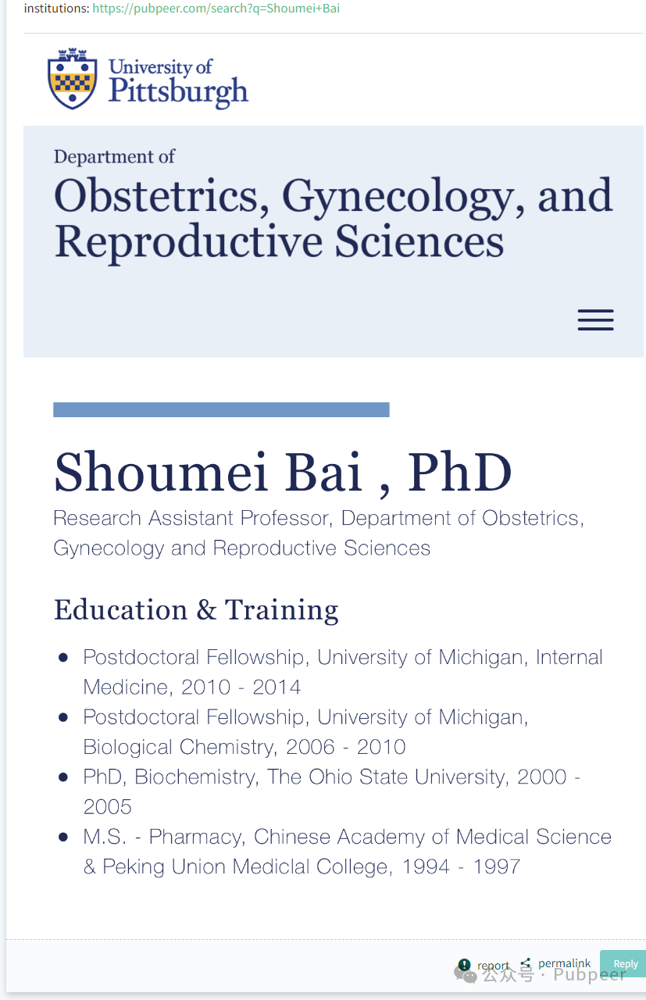 institutions: https://pubpeer.com/search?q=Shoumei+Bai
University of
Pittsburgh
Department of
Obstetrics, Gynecology, and
Reproductive Sciences
Shoumei Bai , PhD
Research Assistant Professor, Department of Obstetrics,
Gynecology and Reproductive Sciences
Education & Training
● Postdoctoral Fellowship, University of Michigan, Internal
Medicine, 2010 - 2014
● Postdoctoral Fellowship, University of Michigan,
Biological Chemistry, 2006 - 2010
● PhD, Biochemistry, The Ohio State University, 2000 -
2005
● M.S. - Pharmacy, Chinese Academy of Medical Science
& Peking Union Mediclal College, 1994 - 1997
report permalink Reply
公众号 · Pubpeer